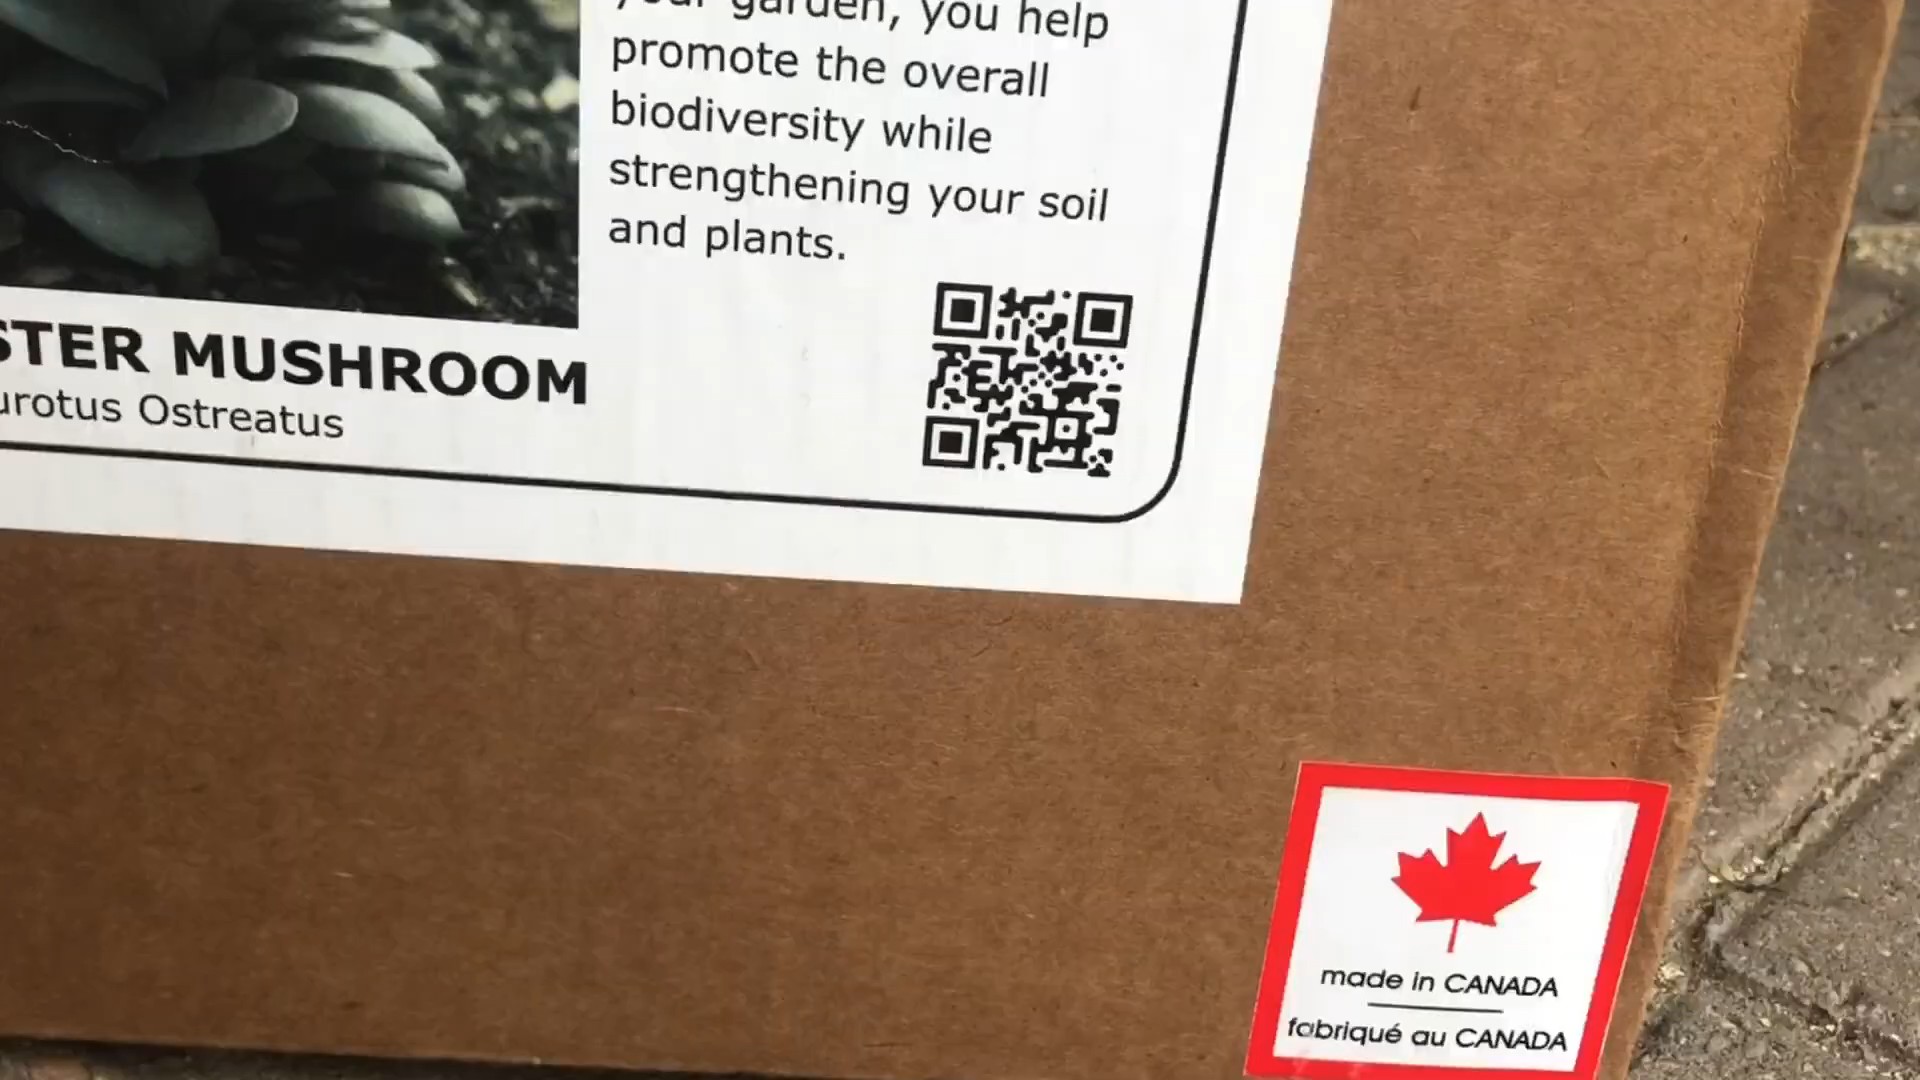 your garden, you help
promote the overall
biodiversity while
strengthening your soil
and plants.
STER MUSHROOM
urotus Ostreatus
made in CANADA
fabriqué au CANADA